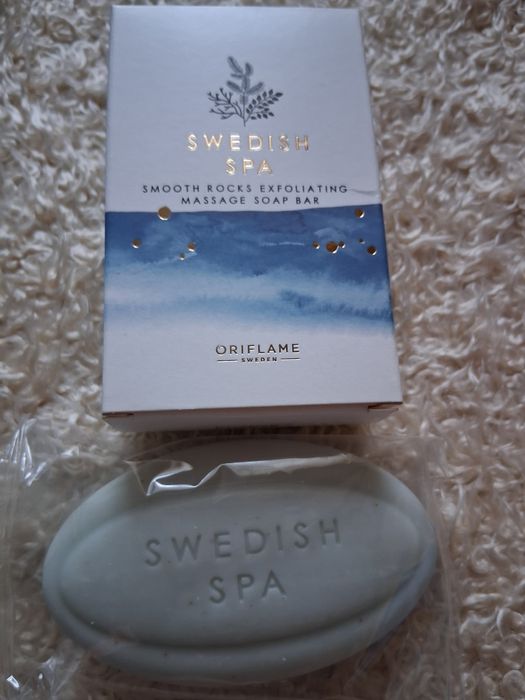 SWEDISH
SPA
SMOOTH ROCKS EXFOLIATING
MASSAGE SOAP BAR
ORIFLAME
SWEDEN
SWEDISH
SPA